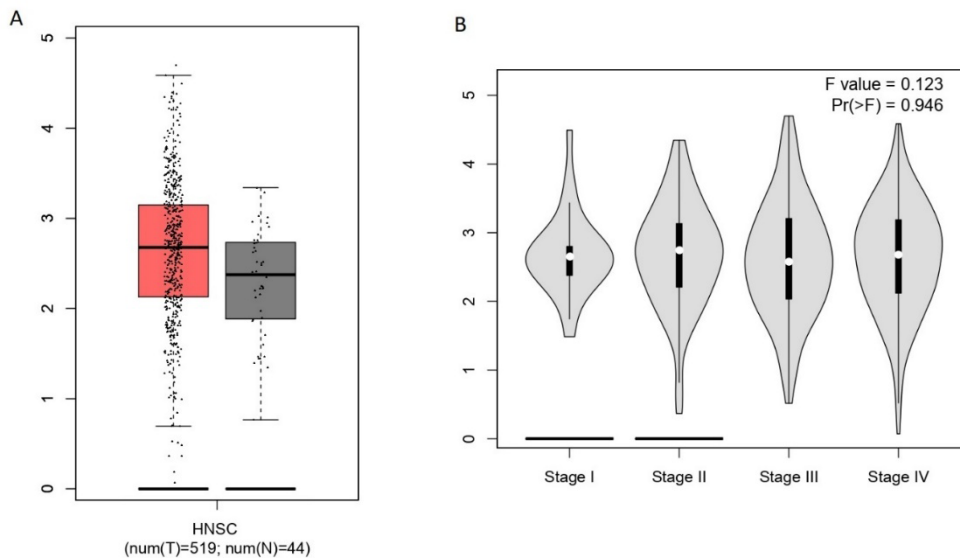 A
5
4
3
2
1
0
HNSC
(num(T)=519; num(N)=44)
B
F value = 0.123
Pr(>F) = 0.946
5
4
3
2
1
0
Stage I
Stage II
Stage III
Stage IV